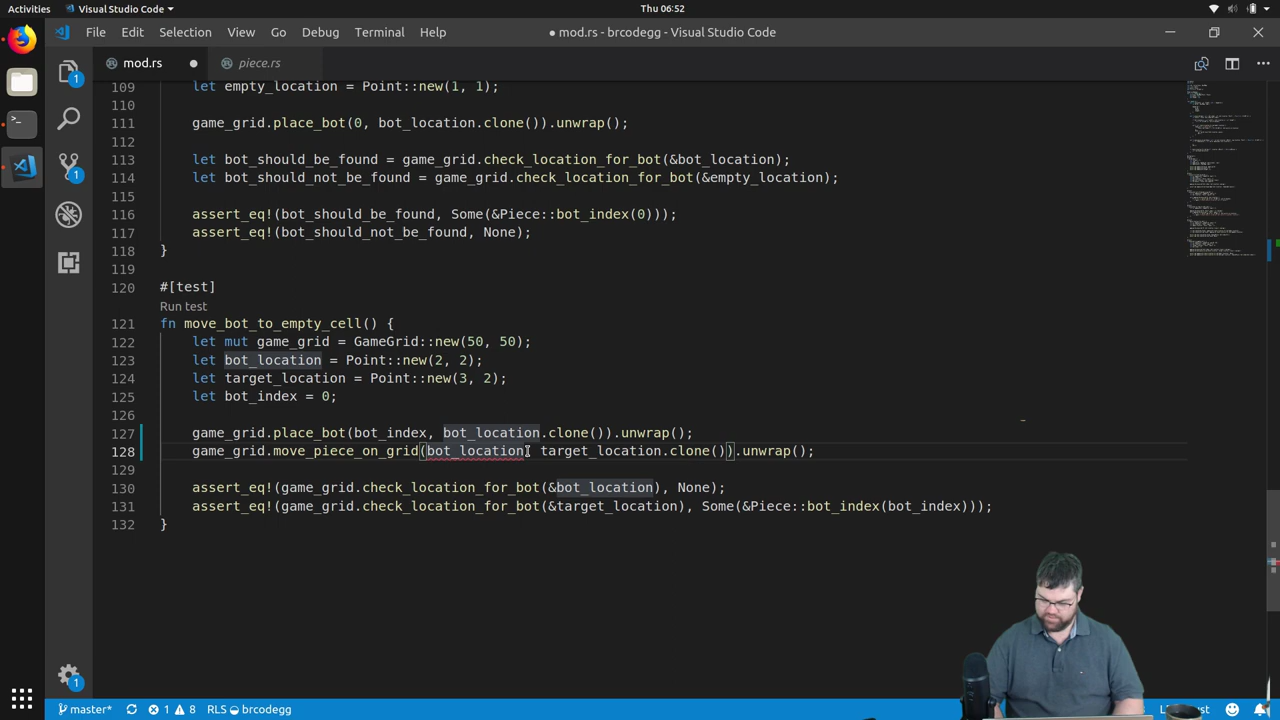 Activities
Visual Studio Code
Thu 06:52
File Edit Selection View Go Debug Terminal Help
● mod.rs - brcodegg - Visual Studio Code
mod.rs
piece.rs
109 let empty_location = Point::new(1, 1);
110
111 game_grid.place_bot(0, bot_location.clone()).unwrap();
112
113 let bot_should_be_found = game_grid.check_location_for_bot(&bot_location);
114 let bot_should_not_be_found = game_grid.check_location_for_bot(&empty_location);
115
116 assert_eq!(bot_should_be_found, Some(&Piece::bot_index(0)));
117 assert_eq!(bot_should_not_be_found, None);
118 }
119
120 #[test]
Run test
121 fn move_bot_to_empty_cell() {
122 let mut game_grid = GameGrid::new(50, 50);
123 let bot_location = Point::new(2, 2);
124 let target_location = Point::new(3, 2);
125 let bot_index = 0;
126
127 game_grid.place_bot(bot_index, bot_location.clone()).unwrap();
128 game_grid.move_piece_on_grid(bot_location, target_location.clone()).unwrap();
129
130 assert_eq!(game_grid.check_location_for_bot(&bot_location), None);
131 assert_eq!(game_grid.check_location_for_bot(&target_location), Some(&Piece::bot_index(bot_index)));
132 }
1
1
1
master* 1 8 RLS brcodegg